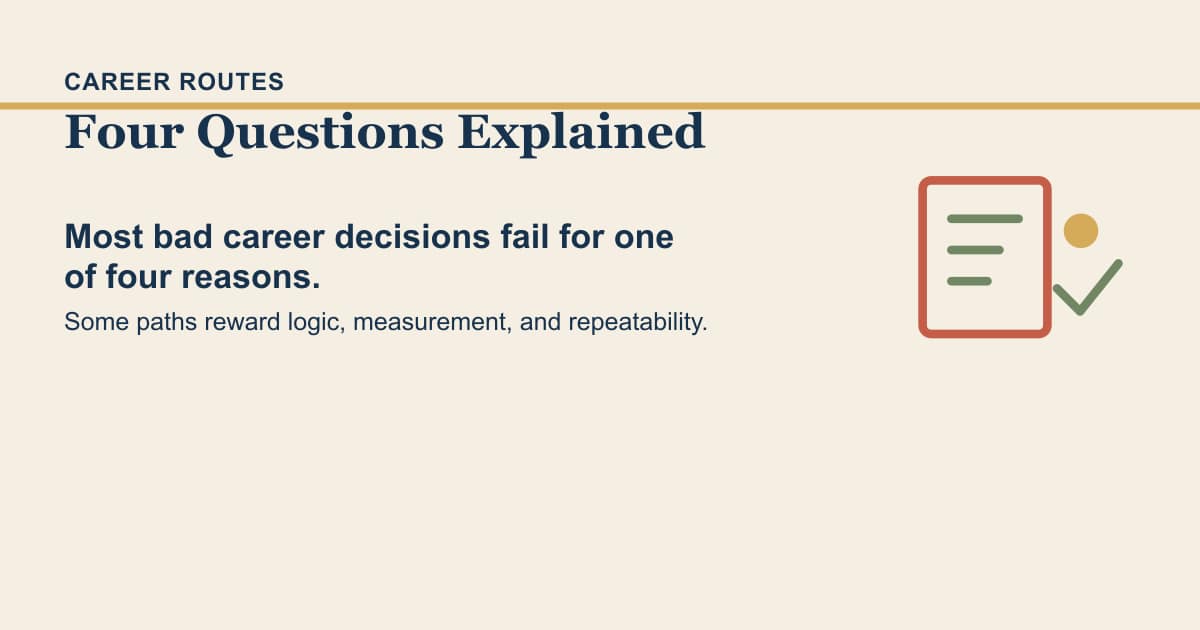 CAREER ROUTES
Four Questions Explained
Most bad career decisions fail for one
of four reasons.
Some paths reward logic, measurement, and repeatability.